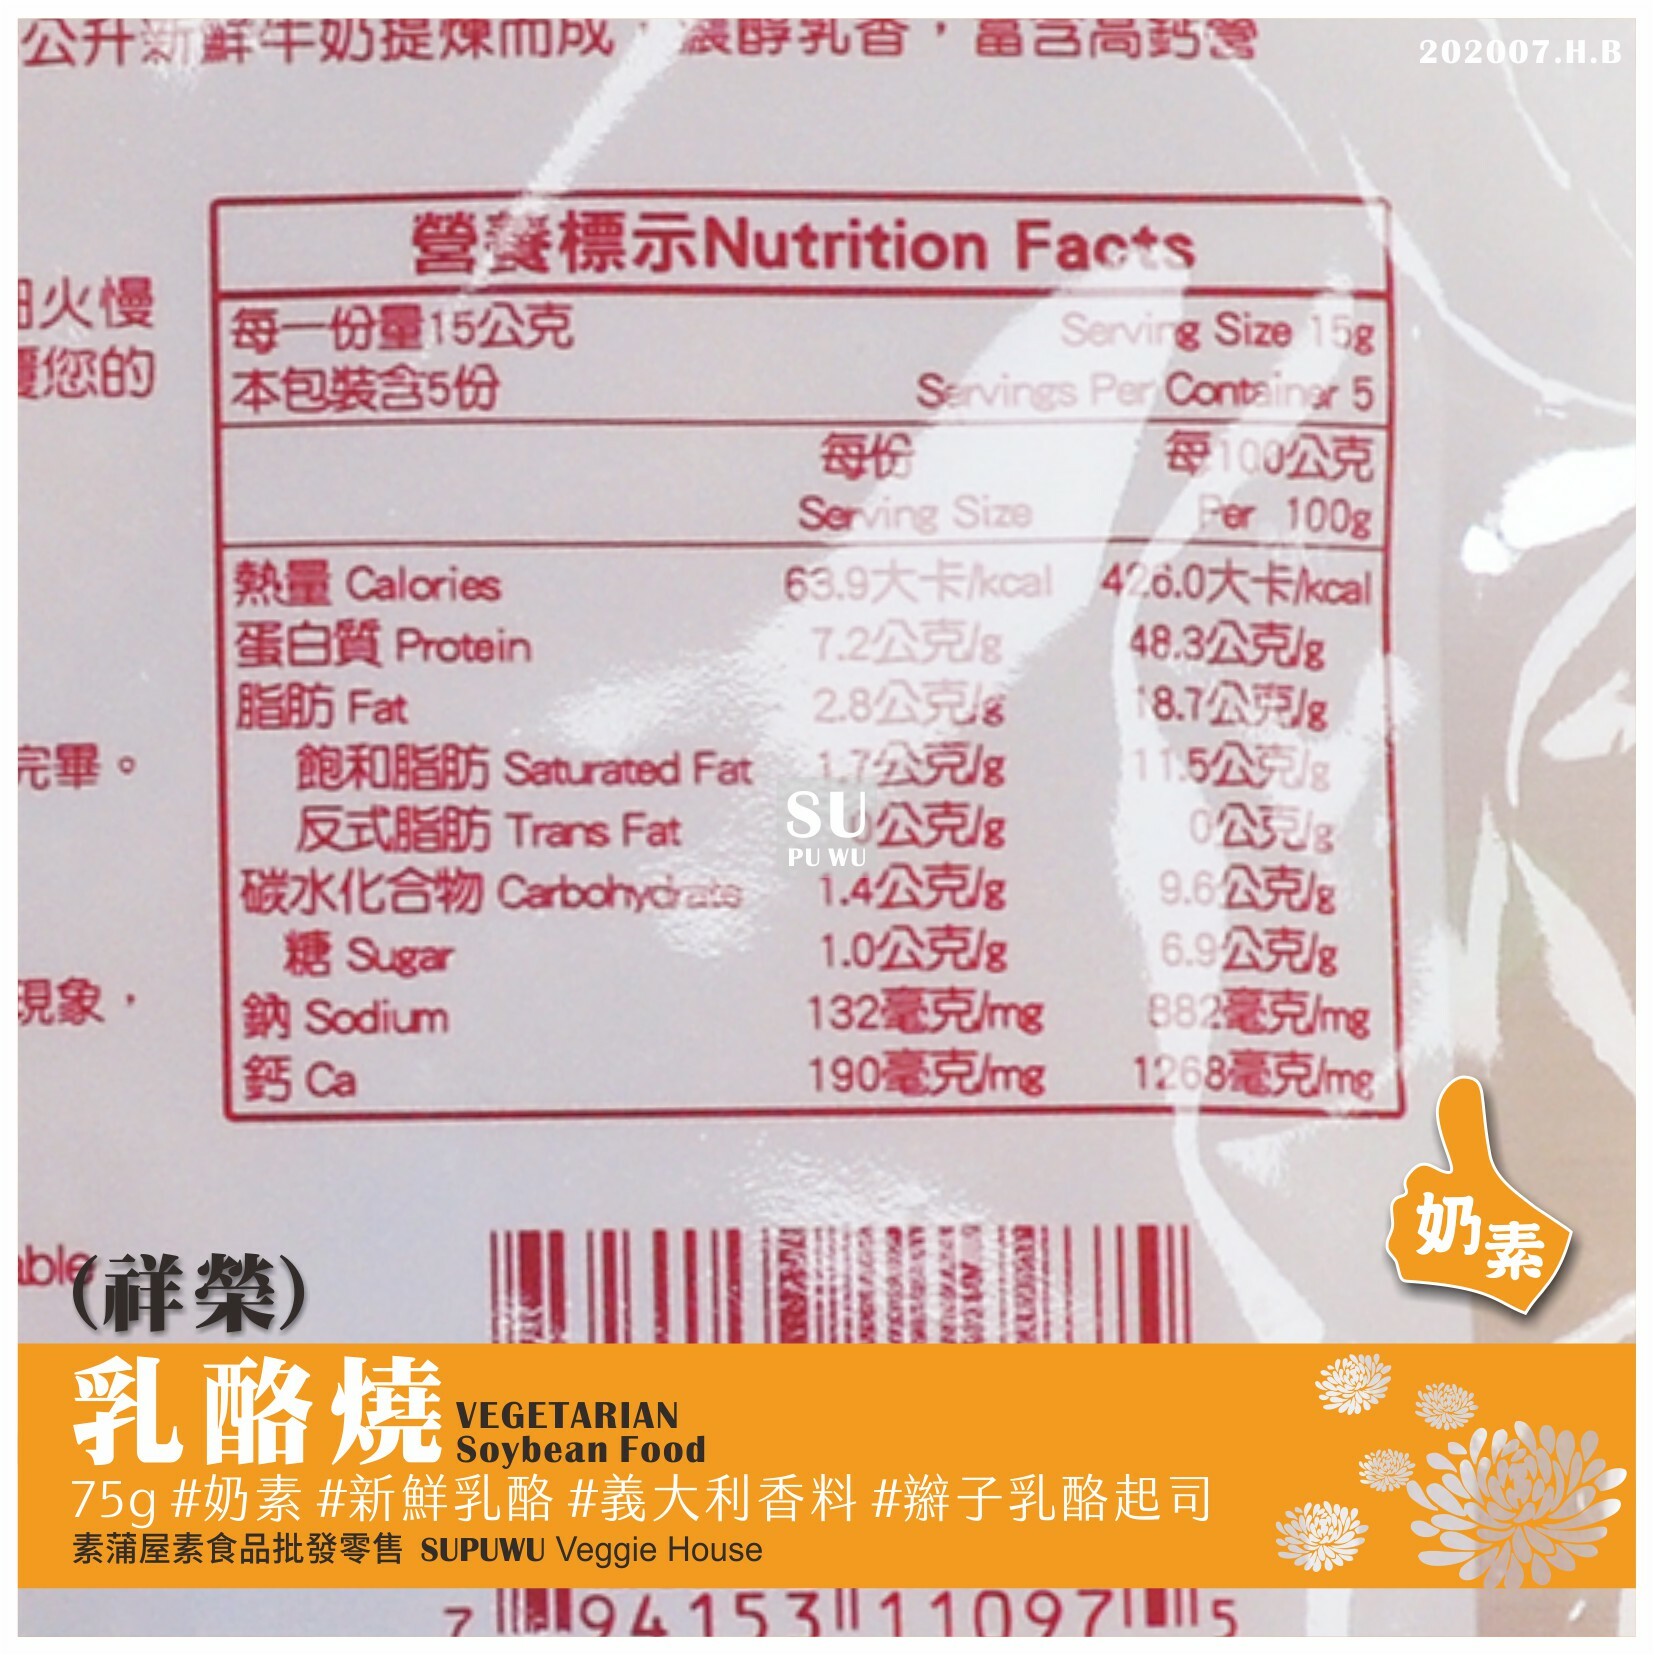 公升新鮮牛奶提煉而成，濃醇乳香，富含高鈣營
202007.H.B
營養標示Nutrition Facts
火慢
您的
每一份量15公克 Serving Size 15g
本包裝含5份 Servings Per Container 5
每份 每100公克
Serving Size Per 100g
熱量 Calories 63.9大卡/kcal 426.0大卡/kcal
蛋白質 Protein 7.2公克/g 48.3公克/g
脂肪 Fat 2.8公克/g 18.7公克/g
完畢。
飽和脂肪 Saturated Fat 1.7公克/g 11.5公克/g
反式脂肪 Trans Fat 0公克/g 0公克/g
SU
PU WU
碳水化合物 Carbohydrate 1.4公克/g 9.6公克/g
糖 Sugar 1.0公克/g 6.9公克/g
現象，
鈉 Sodium 132毫克/mg 882毫克/mg
鈣 Ca 190毫克/mg 1268毫克/mg
奶素
able
(祥榮)
乳酪燒 VEGETARIAN
Soybean Food
75g #奶素 #新鮮乳酪 #義大利香料 #辮子乳酪起司
素蒲屋素食品批發零售 SUPUWU Veggie House
7 94153 11097 5